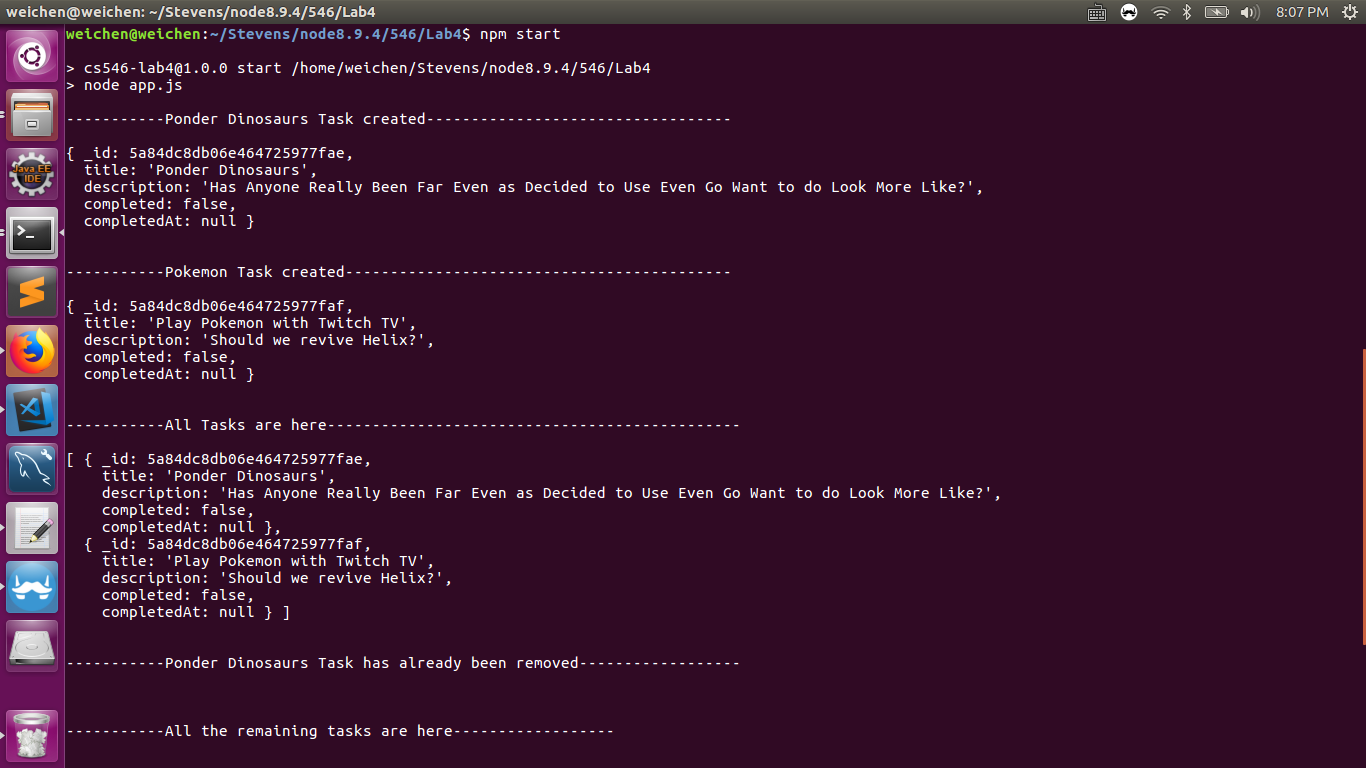 weichen@weichen: ~/Stevens/node8.9.4/546/Lab4
8:07 PM
weichen@weichen:~/Stevens/node8.9.4/546/Lab4$ npm start
> cs546-lab4@1.0.0 start /home/weichen/Stevens/node8.9.4/546/Lab4
> node app.js
-----------Ponder Dinosaurs Task created----------------------------------
{ _id: 5a84dc8db06e464725977fae,
  title: 'Ponder Dinosaurs',
  description: 'Has Anyone Really Been Far Even as Decided to Use Even Go Want to do Look More Like?',
  completed: false,
  completedAt: null }
-----------Pokemon Task created-------------------------------------------
{ _id: 5a84dc8db06e464725977faf,
  title: 'Play Pokemon with Twitch TV',
  description: 'Should we revive Helix?',
  completed: false,
  completedAt: null }
-----------All Tasks are here----------------------------------------------
[ { _id: 5a84dc8db06e464725977fae,
    title: 'Ponder Dinosaurs',
    description: 'Has Anyone Really Been Far Even as Decided to Use Even Go Want to do Look More Like?',
    completed: false,
    completedAt: null },
  { _id: 5a84dc8db06e464725977faf,
    title: 'Play Pokemon with Twitch TV',
    description: 'Should we revive Helix?',
    completed: false,
    completedAt: null } ]
-----------Ponder Dinosaurs Task has already been removed------------------
-----------All the remaining tasks are here------------------
Java EE
IDE
>_